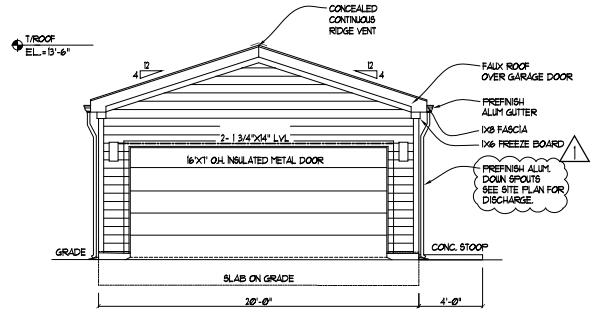 CONCEALED
CONTINUOUS
RIDGE VENT
T/ROOF
EL.= 13'-6"
12
4
12
4
FAUX ROOF
OVER GARAGE DOOR
PREFINISH
ALUM GUTTER
1X8 FASCIA
1X6 FREEZE BOARD
1
2- 1 3/4"X14" LVL
16'X7' O.H. INSULATED METAL DOOR
PREFINISH ALUM.
DOWN SPOUTS
SEE SITE PLAN FOR
DISCHARGE.
GRADE
CONC. STOOP
SLAB ON GRADE
20'-0"
4'-0"